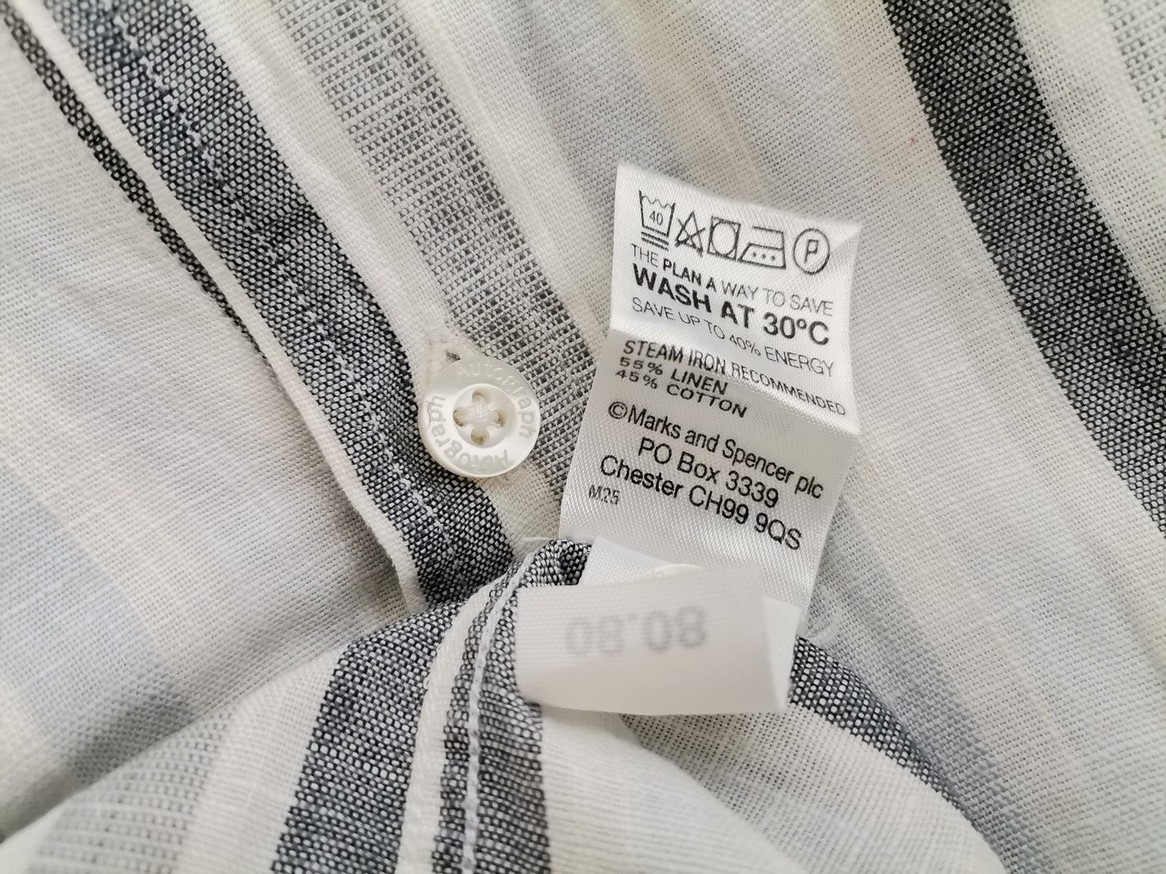 40
P
THE PLAN A WAY TO SAVE
WASH AT 30°C
SAVE UP TO 40% ENERGY
STEAM IRON RECOMMENDED
55% LINEN
45% COTTON
©Marks and Spencer plc
PO Box 3339
Chester CH99 9QS
M25
Autograph
Autograph
08.08